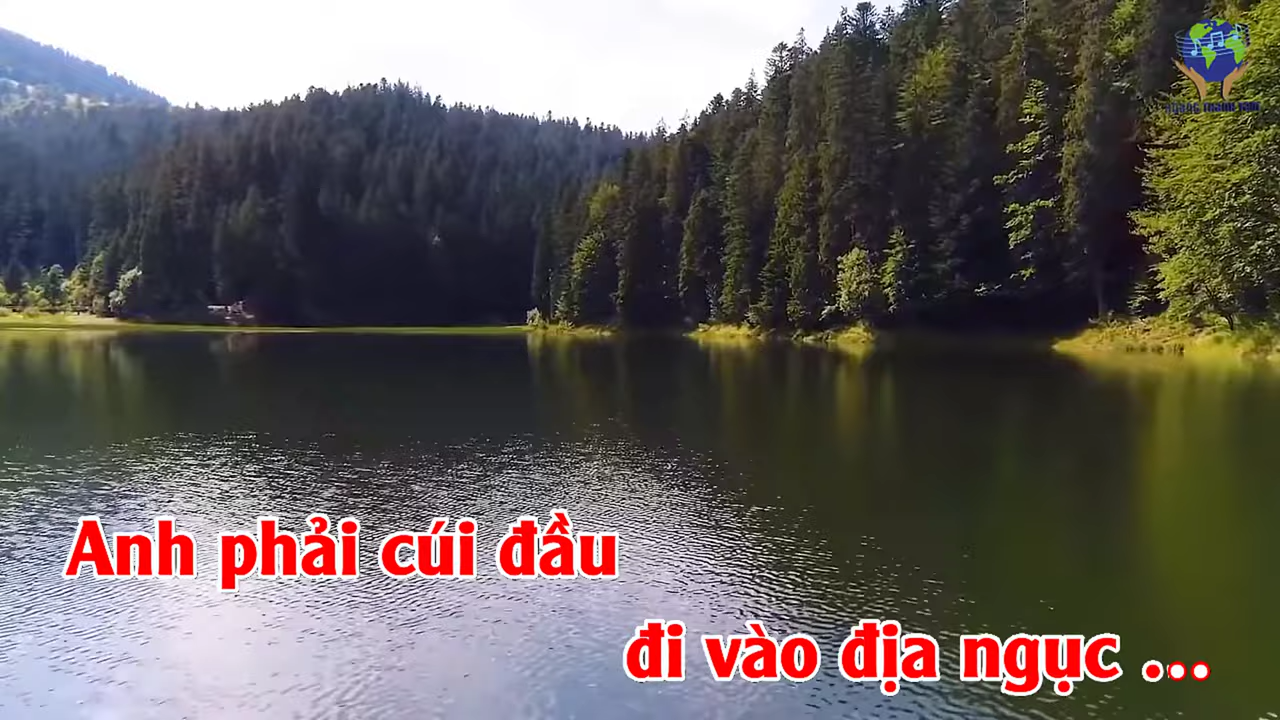 Anh phải cúi đầu
đi vào địa ngục ...